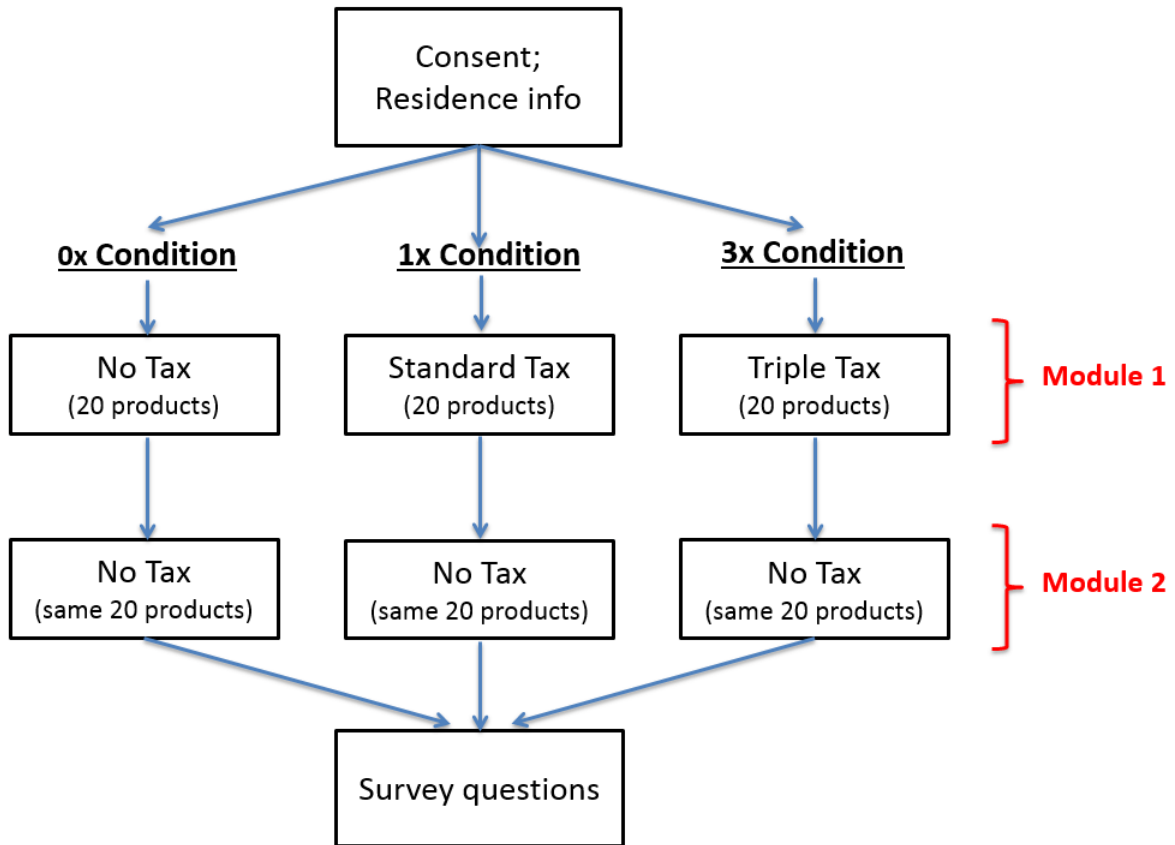 Consent;
Residence info
0x Condition
1x Condition
3x Condition
No Tax
(20 products)
Standard Tax
(20 products)
Triple Tax
(20 products)
Module 1
No Tax
(same 20 products)
No Tax
(same 20 products)
No Tax
(same 20 products)
Module 2
Survey questions